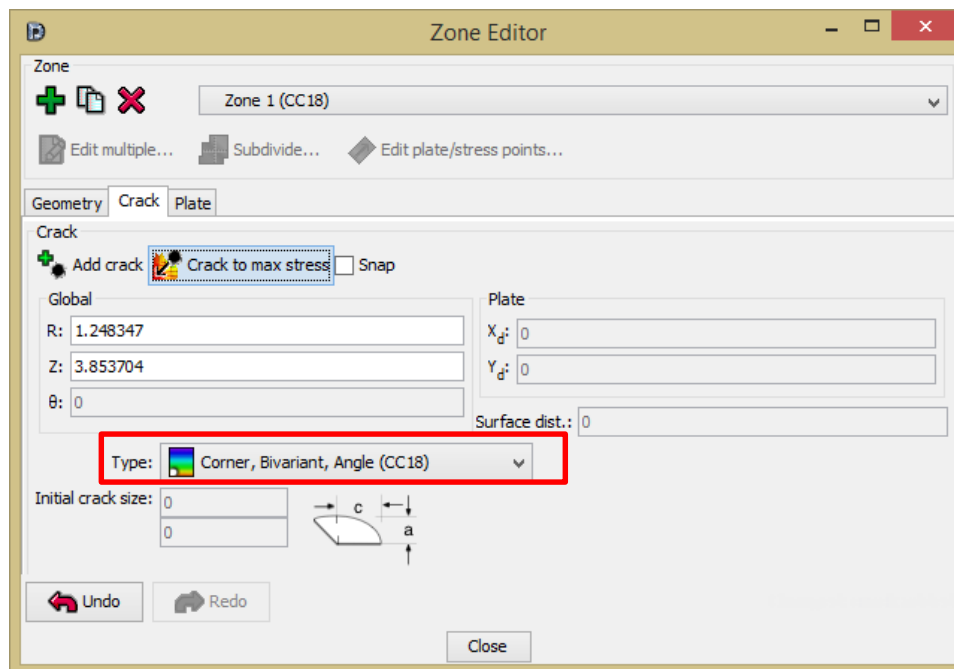 Zone Editor
Zone
Zone 1 (CC18)
Edit multiple...
Subdivide...
Edit plate/stress points...
Geometry
Crack
Plate
Crack
Add crack
Crack to max stress
Snap
Global
R: 1.248347
Z: 3.853704
θ: 0
Plate
Xd: 0
Yd: 0
Surface dist.: 0
Type: Corner, Bivariant, Angle (CC18)
Initial crack size: 0
0
c
a
Undo
Redo
Close